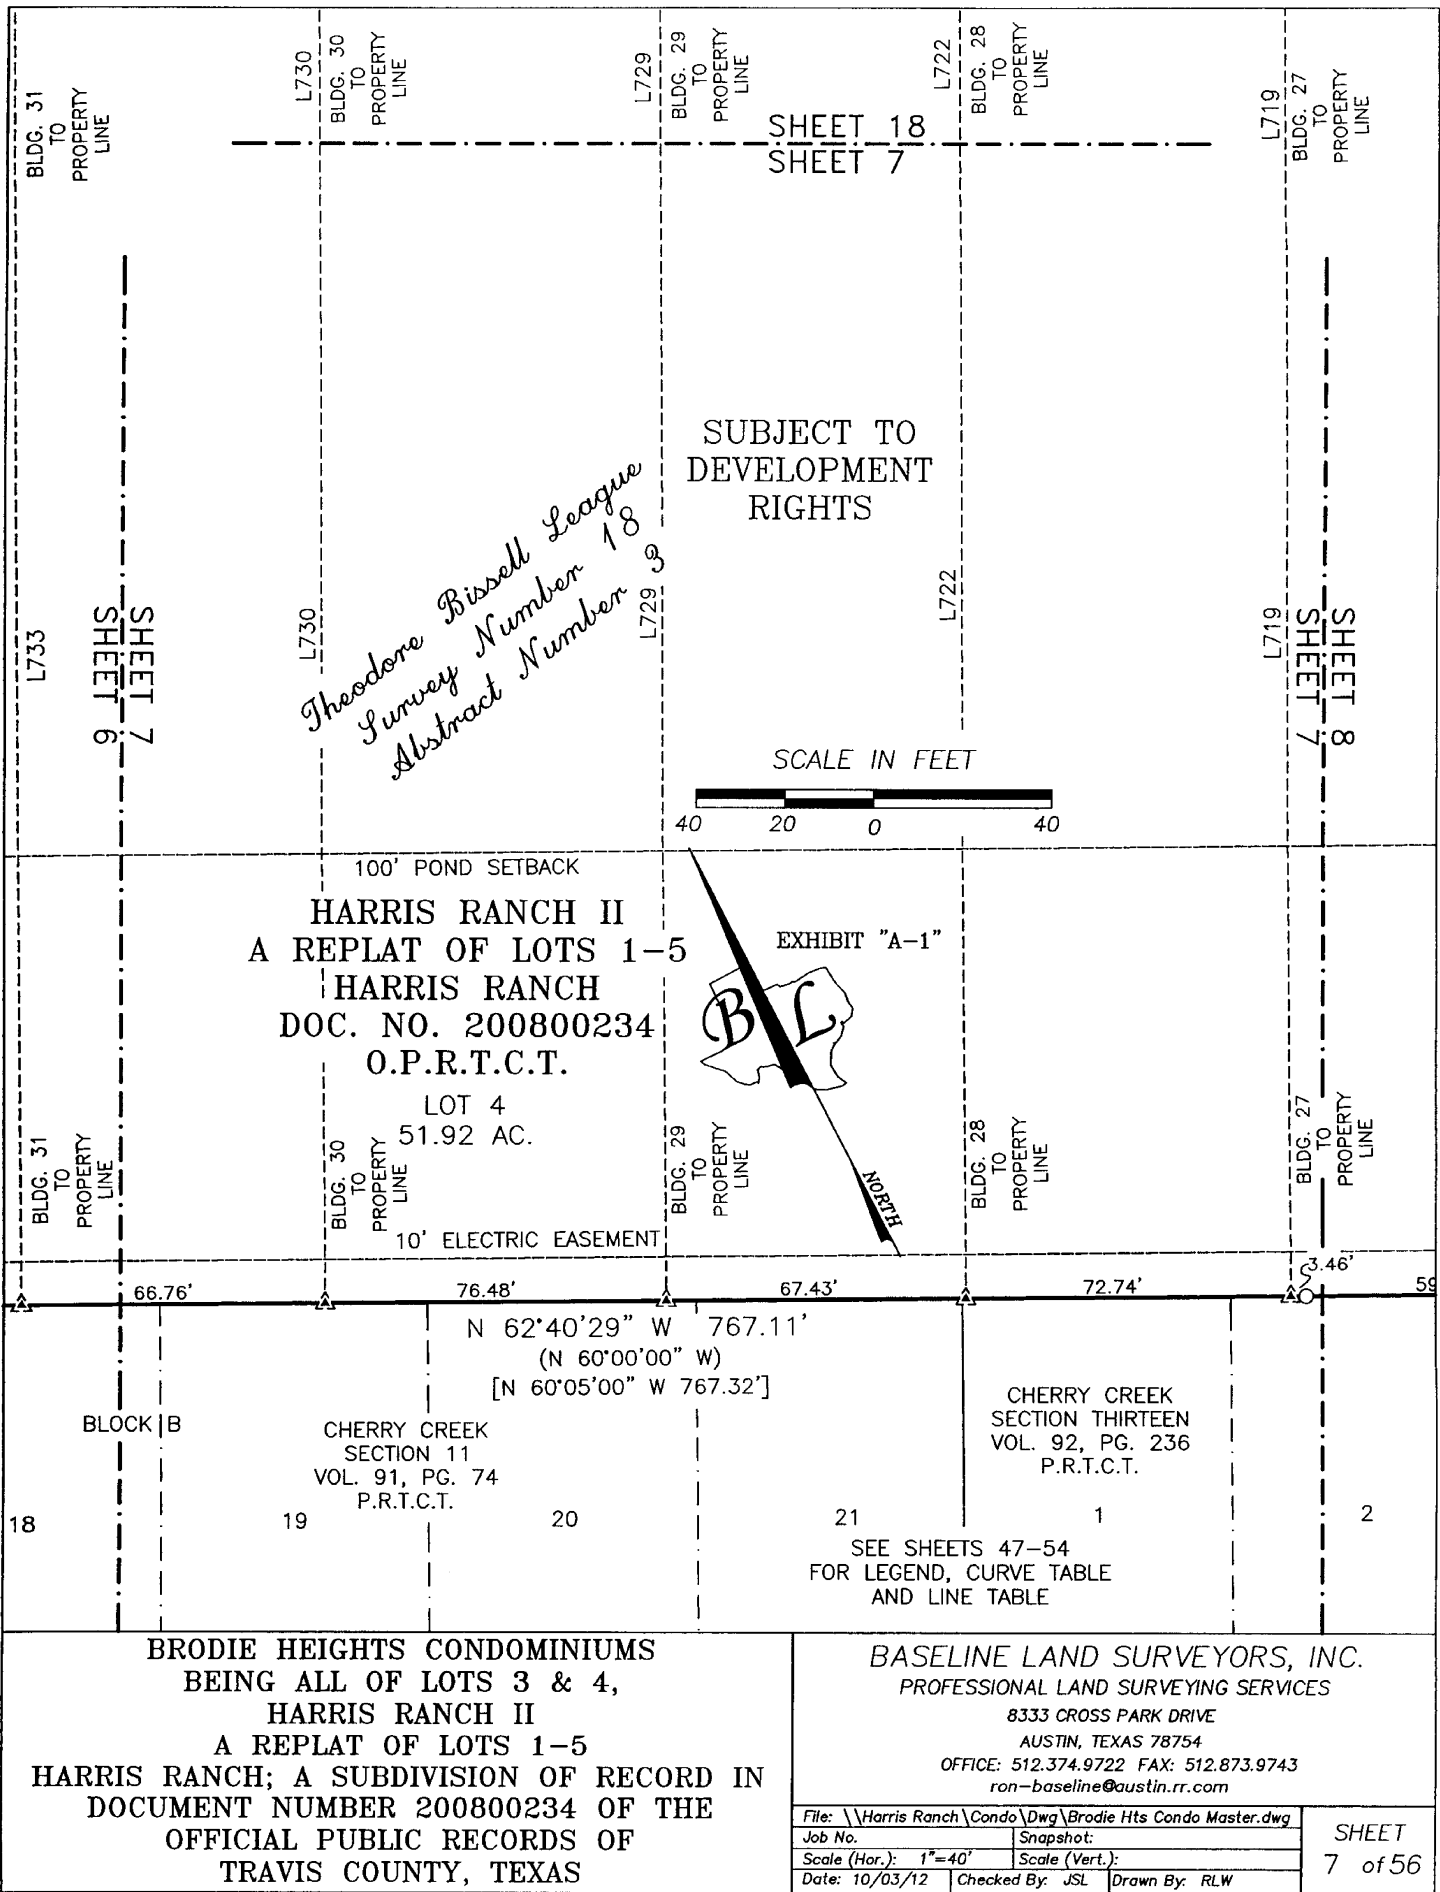 BLDG. 31
TO
PROPERTY
LINE
L730
BLDG. 30
TO
PROPERTY
LINE
L729
BLDG. 29
TO
PROPERTY
LINE
L722
BLDG. 28
TO
PROPERTY
LINE
L719
BLDG. 27
TO
PROPERTY
LINE
SHEET 18
SHEET 7
SUBJECT TO
DEVELOPMENT
RIGHTS
Theodore Bissell League
Survey Number 18
Abstract Number 3
L733
SHEET 7
SHEET 6
L730
L729
L722
L719
SHEET 8
SHEET 7
SCALE IN FEET
40 20 0 40
100' POND SETBACK
HARRIS RANCH II
A REPLAT OF LOTS 1-5
HARRIS RANCH
DOC. NO. 200800234
O.P.R.T.C.T.
LOT 4
51.92 AC.
EXHIBIT "A-1"
B L
NORTH
BLDG. 31
TO
PROPERTY
LINE
BLDG. 30
TO
PROPERTY
LINE
BLDG. 29
TO
PROPERTY
LINE
BLDG. 28
TO
PROPERTY
LINE
BLDG. 27
TO
PROPERTY
LINE
10' ELECTRIC EASEMENT
66.76' 76.48' 67.43' 72.74' 3.46' 59
N 62°40'29" W 767.11'
(N 60°00'00" W)
[N 60°05'00" W 767.32']
BLOCK B
CHERRY CREEK
SECTION 11
VOL. 91, PG. 74
P.R.T.C.T.
CHERRY CREEK
SECTION THIRTEEN
VOL. 92, PG. 236
P.R.T.C.T.
18 19 20 21 1 2
SEE SHEETS 47-54
FOR LEGEND, CURVE TABLE
AND LINE TABLE
BRODIE HEIGHTS CONDOMINIUMS
BEING ALL OF LOTS 3 & 4,
HARRIS RANCH II
A REPLAT OF LOTS 1-5
HARRIS RANCH; A SUBDIVISION OF RECORD IN
DOCUMENT NUMBER 200800234 OF THE
OFFICIAL PUBLIC RECORDS OF
TRAVIS COUNTY, TEXAS
BASELINE LAND SURVEYORS, INC.
PROFESSIONAL LAND SURVEYING SERVICES
8333 CROSS PARK DRIVE
AUSTIN, TEXAS 78754
OFFICE: 512.374.9722 FAX: 512.873.9743
ron-baseline@austin.rr.com
File: \\Harris Ranch\Condo\Dwg\Brodie Hts Condo Master.dwg
Job No. Snapshot:
Scale (Hor.): 1"=40' Scale (Vert.):
Date: 10/03/12 Checked By: JSL Drawn By: RLW
SHEET
7 of 56